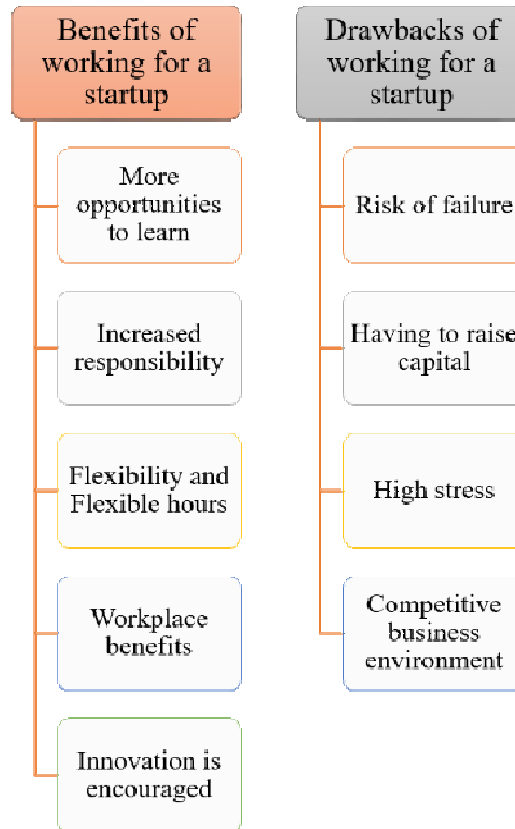 Benefits of
working for a
startup
More
opportunities
to learn
Increased
responsibility
Flexibility and
Flexible hours
Workplace
benefits
Innovation is
encouraged
Drawbacks of
working for a
startup
Risk of failure
Having to raise
capital
High stress
Competitive
business
environment